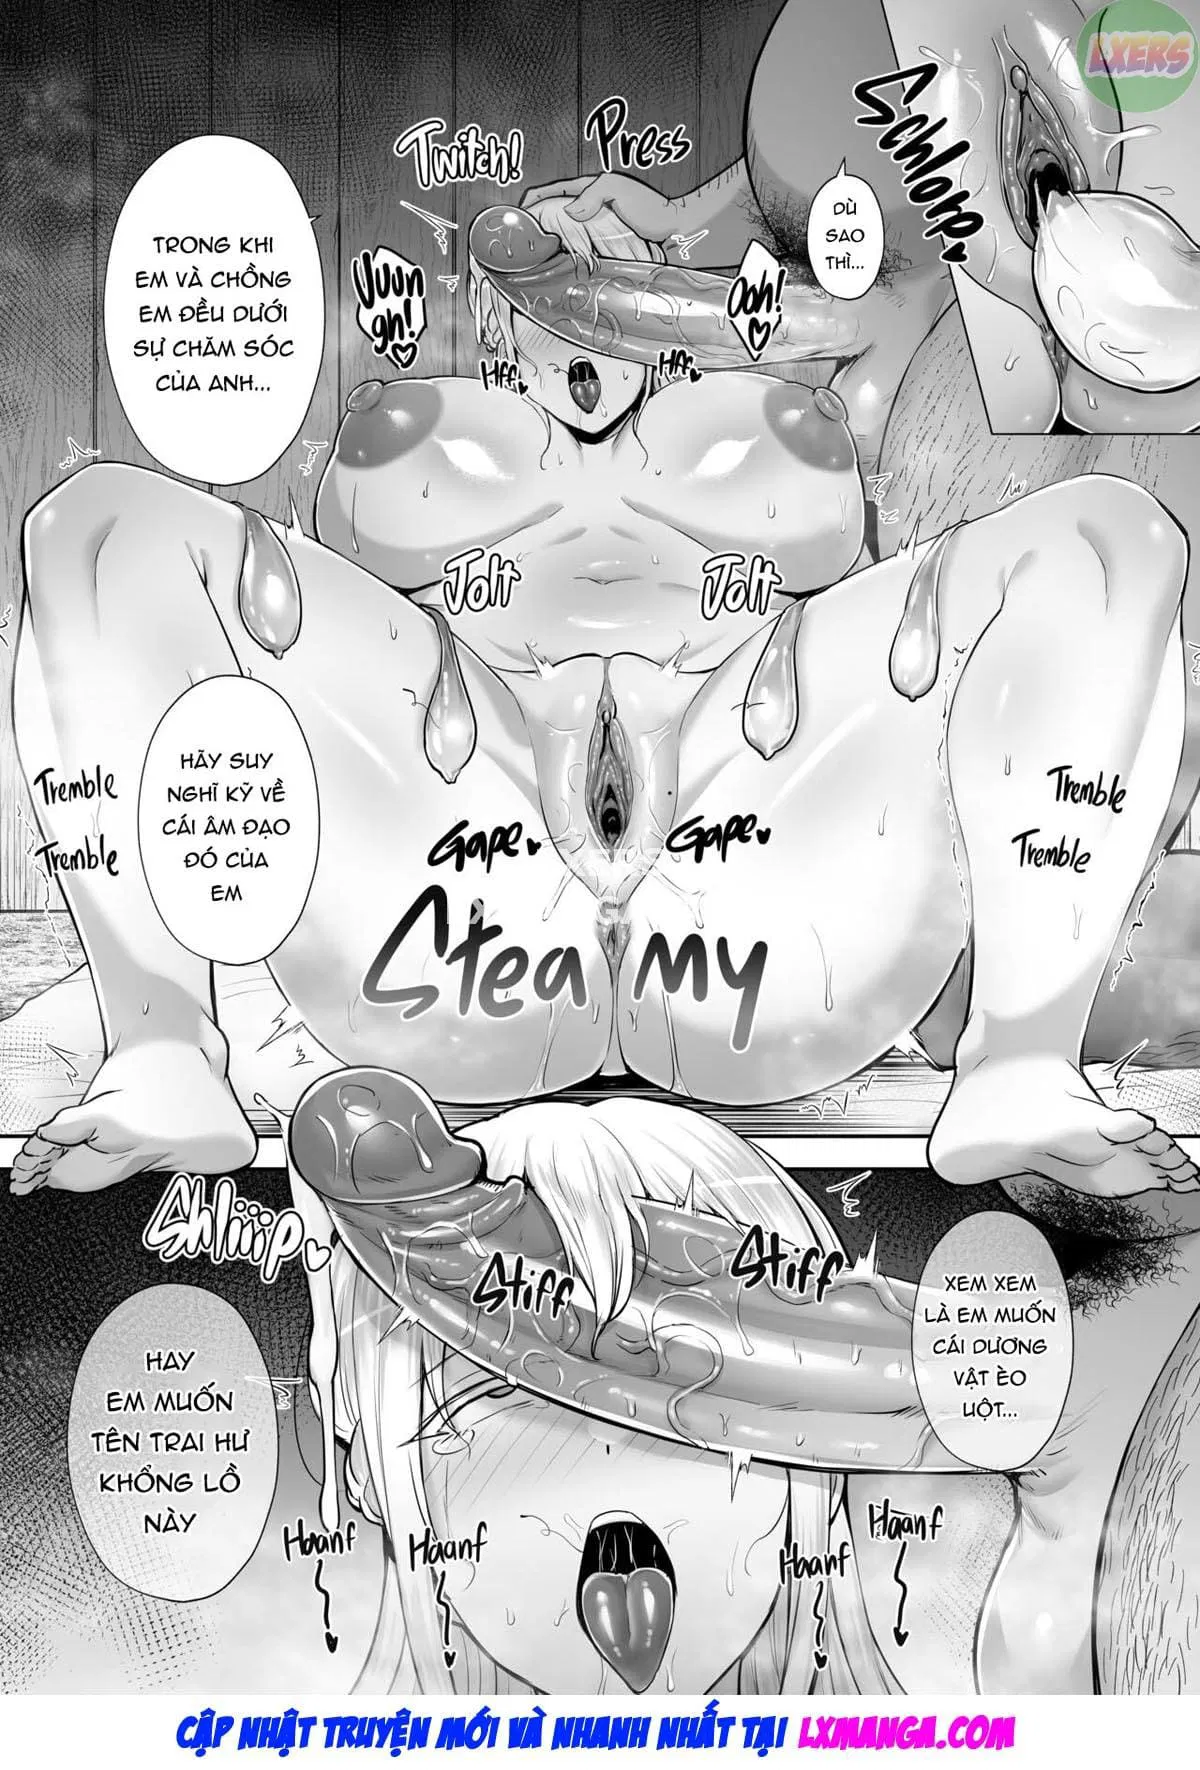 LXERS
Schlorp
Press
Twitch!
DÙ
SAO
THÌ...
TRONG KHI
EM VÀ CHỒNG
EM ĐỀU DƯỚI
SỰ CHĂM SÓC
CỦA ANH...
Uuun
gh!
Ooh!
Hff
Hff
Jolt
Jolt
HÃY SUY
NGHĨ KỸ VỀ
CÁI ÂM ĐẠO
ĐÓ CỦA
EM
Tremble
Tremble
Tremble
Tremble
Gape
Gape
Steamy
Shliiiip
Stiff
Stiff
XEM XEM
LÀ EM MUỐN
CÁI DƯƠNG
VẬT ÈO
UỘT...
HAY
EM MUỐN
TÊN TRAI HƯ
KHỔNG LỒ
NÀY
Haanf
Haanf
Haanf
Haanf
CẬP NHẬT TRUYỆN MỚI VÀ NHANH NHẤT TẠI LXMANGA.COM